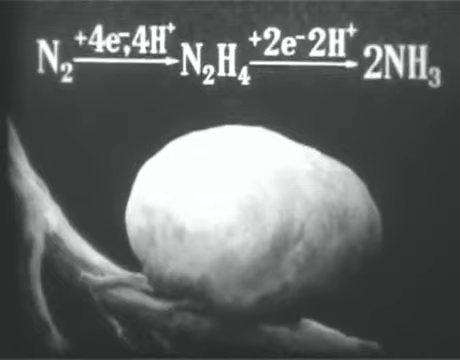 N₂ +4e⁻,4H⁺ N₂H₄ +2e⁻2H⁺ 2NH₃